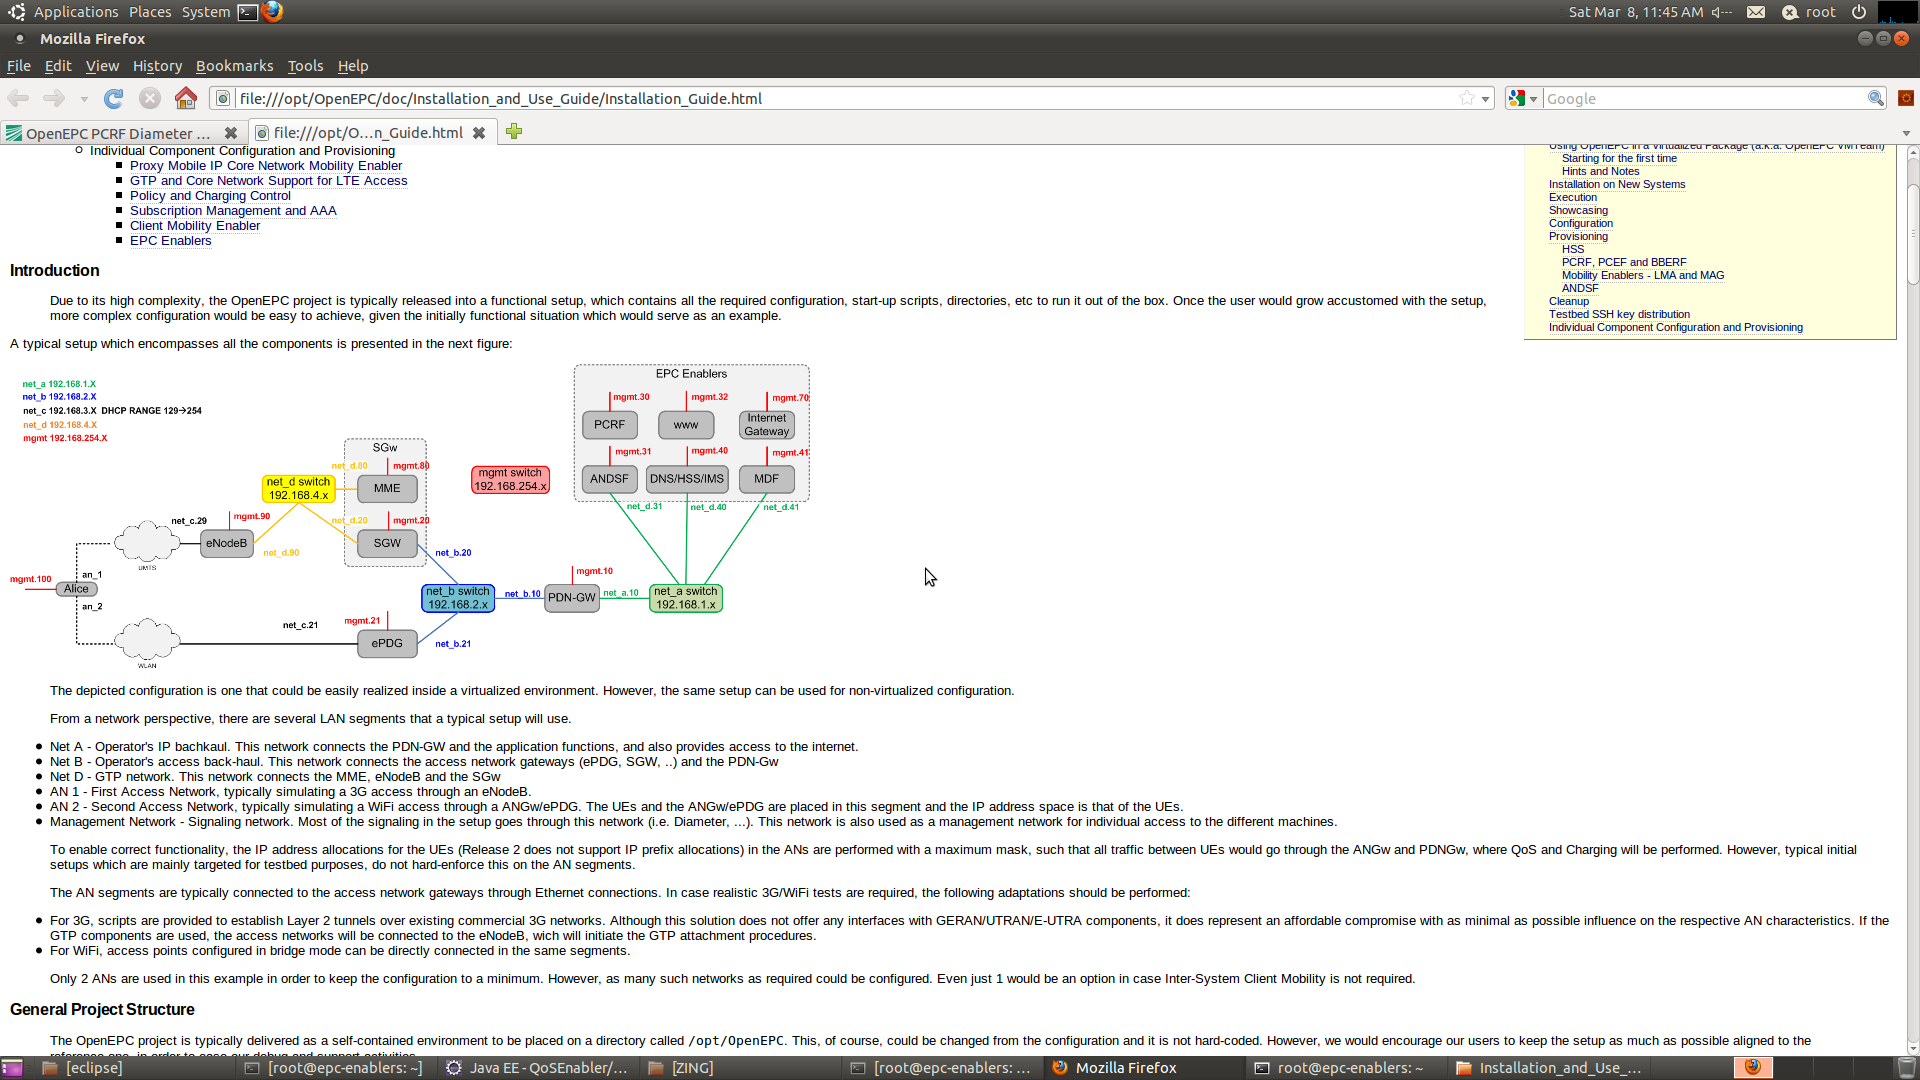 Applications Places System
Sat Mar 8, 11:45 AM
root
Mozilla Firefox
File Edit View History Bookmarks Tools Help
file:///opt/OpenEPC/doc/Installation_and_Use_Guide/Installation_Guide.html
Google
OpenEPC PCRF Diameter ...
file:///opt/O...n_Guide.html
Individual Component Configuration and Provisioning
Proxy Mobile IP Core Network Mobility Enabler
GTP and Core Network Support for LTE Access
Policy and Charging Control
Subscription Management and AAA
Client Mobility Enabler
EPC Enablers
Using OpenEPC in a Virtualized Package (a.k.a. OpenEPC VMTeam)
Starting for the first time
Hints and Notes
Installation on New Systems
Execution
Showcasing
Configuration
Provisioning
HSS
PCRF, PCEF and BBERF
Mobility Enablers - LMA and MAG
ANDSF
Cleanup
Testbed SSH key distribution
Individual Component Configuration and Provisioning
Introduction
Due to its high complexity, the OpenEPC project is typically released into a functional setup, which contains all the required configuration, start-up scripts, directories, etc to run it out of the box. Once the user would grow accustomed with the setup,
more complex configuration would be easy to achieve, given the initially functional situation which would serve as an example.
A typical setup which encompasses all the components is presented in the next figure:
net_a 192.168.1.X
net_b 192.168.2.X
net_c 192.168.3.X DHCP RANGE 129→254
net_d 192.168.4.X
mgmt 192.168.254.X
EPC Enablers
mgmt.30
mgmt.32
mgmt.70
PCRF
www
Internet
Gateway
mgmt.31
mgmt.40
mgmt.41
ANDSF
DNS/HSS/IMS
MDF
net_d.31
net_d.40
net_d.41
SGw
net_d.80
mgmt.80
MME
net_d switch
192.168.4.x
mgmt switch
192.168.254.x
net_d.20
mgmt.20
SGW
net_c.29
mgmt.90
eNodeB
net_d.90
UMTS
net_b.20
mgmt.100
an_1
Alice
an_2
net_b switch
192.168.2.x
net_b.10
mgmt.10
PDN-GW
net_a.10
net_a switch
192.168.1.x
net_c.21
mgmt.21
ePDG
net_b.21
WLAN
The depicted configuration is one that could be easily realized inside a virtualized environment. However, the same setup can be used for non-virtualized configuration.
From a network perspective, there are several LAN segments that a typical setup will use.
Net A - Operator's IP bachkaul. This network connects the PDN-GW and the application functions, and also provides access to the internet.
Net B - Operator's access back-haul. This network connects the access network gateways (ePDG, SGW, ..) and the PDN-Gw
Net D - GTP network. This network connects the MME, eNodeB and the SGw
AN 1 - First Access Network, typically simulating a 3G access through an eNodeB.
AN 2 - Second Access Network, typically simulating a WiFi access through a ANGw/ePDG. The UEs and the ANGw/ePDG are placed in this segment and the IP address space is that of the UEs.
Management Network - Signaling network. Most of the signaling in the setup goes through this network (i.e. Diameter, ...). This network is also used as a management network for individual access to the different machines.
To enable correct functionality, the IP address allocations for the UEs (Release 2 does not support IP prefix allocations) in the ANs are performed with a maximum mask, such that all traffic between UEs would go through the ANGw and PDNGw, where QoS and Charging will be performed. However, typical initial
setups which are mainly targeted for testbed purposes, do not hard-enforce this on the AN segments.
The AN segments are typically connected to the access network gateways through Ethernet connections. In case realistic 3G/WiFi tests are required, the following adaptations should be performed:
For 3G, scripts are provided to establish Layer 2 tunnels over existing commercial 3G networks. Although this solution does not offer any interfaces with GERAN/UTRAN/E-UTRA components, it does represent an affordable compromise with as minimal as possible influence on the respective AN characteristics. If the
GTP components are used, the access networks will be connected to the eNodeB, wich will initiate the GTP attachment procedures.
For WiFi, access points configured in bridge mode can be directly connected in the same segments.
Only 2 ANs are used in this example in order to keep the configuration to a minimum. However, as many such networks as required could be configured. Even just 1 would be an option in case Inter-System Client Mobility is not required.
General Project Structure
The OpenEPC project is typically delivered as a self-contained environment to be placed on a directory called /opt/OpenEPC. This, of course, could be changed from the configuration and it is not hard-coded. However, we would encourage our users to keep the setup as much as possible aligned to the
reference one, in order to ease our debug and support activities.
[eclipse]
[root@epc-enablers: ~]
Java EE - QoSEnabler/...
[ZING]
[root@epc-enablers: ...
Mozilla Firefox
root@epc-enablers: ~
Installation_and_Use_...